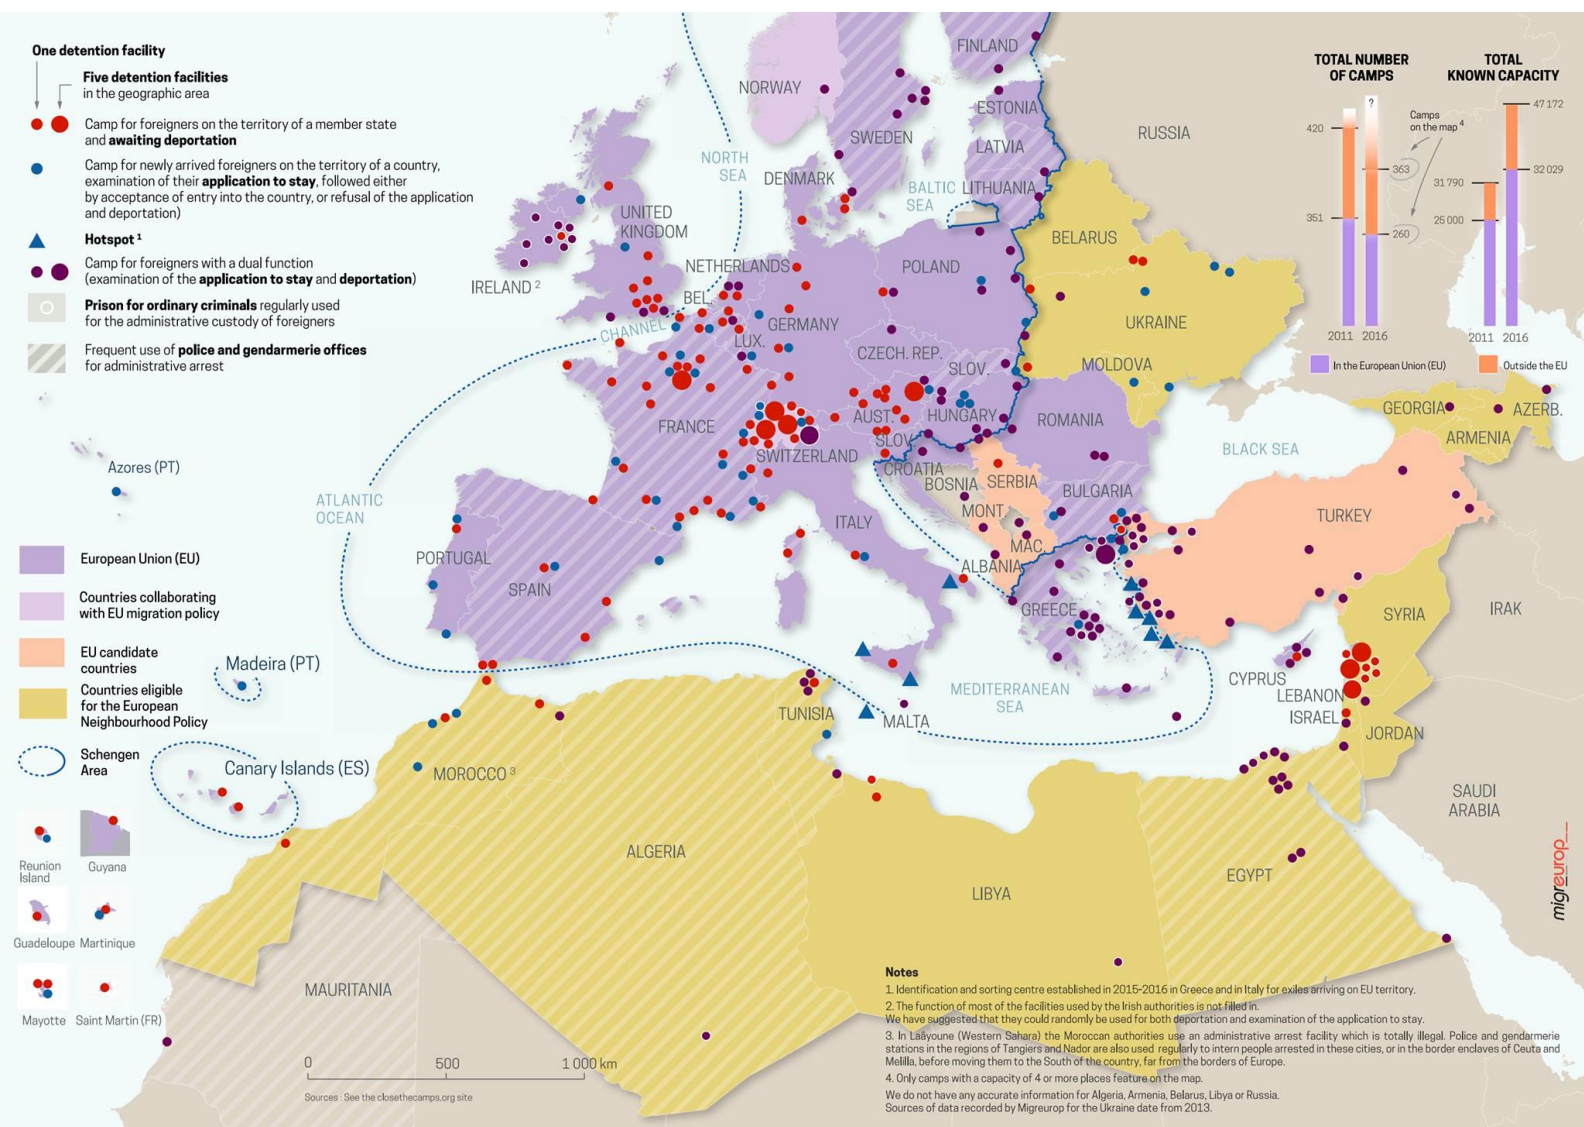 One detention facility
Five detention facilities
in the geographic area
Camp for foreigners on the territory of a member state
and awaiting deportation
Camp for newly arrived foreigners on the territory of a country,
examination of their application to stay, followed either
by acceptance of entry into the country, or refusal of the application
and deportation)
Hotspot 1
Camp for foreigners with a dual function
(examination of the application to stay and deportation)
Prison for ordinary criminals regularly used
for the administrative custody of foreigners
Frequent use of police and gendarmerie offices
for administrative arrest
Azores (PT)
European Union (EU)
Countries collaborating
with EU migration policy
EU candidate
countries
Countries eligible
for the European
Neighbourhood Policy
Schengen
Area
Madeira (PT)
Canary Islands (ES)
Reunion
Island
Guyana
Guadeloupe
Martinique
Mayotte
Saint Martin (FR)
NORWAY
FINLAND
ESTONIA
SWEDEN
LATVIA
RUSSIA
NORTH
SEA
DENMARK
BALTIC
SEA
LITHUANIA
UNITED
KINGDOM
IRELAND 2
NETHERLANDS
POLAND
BELARUS
BEL.
CHANNEL
GERMANY
LUX.
CZECH. REP.
UKRAINE
SLOV.
MOLDOVA
FRANCE
AUST.
HUNGARY
ROMANIA
GEORGIA
AZERB.
ARMENIA
SWITZERLAND
SLOV.
CROATIA
BOSNIA
SERBIA
BLACK SEA
ATLANTIC
OCEAN
BULGARIA
MONT.
ITALY
TURKEY
MAC.
ALBANIA
PORTUGAL
SPAIN
GREECE
SYRIA
IRAK
CYPRUS
LEBANON
MEDITERRANEAN
SEA
ISRAEL
TUNISIA
MALTA
JORDAN
MOROCCO 3
SAUDI
ARABIA
ALGERIA
LIBYA
EGYPT
MAURITANIA
TOTAL NUMBER
OF CAMPS
?
420
351
363
260
2011 2016
Camps
on the map 4
TOTAL
KNOWN CAPACITY
47 172
32 029
31 790
25 000
2011 2016
In the European Union (EU)
Outside the EU
migreurop__
0 500 1 000 km
Sources : See the closethecamps,org site
Notes
1. Identification and sorting centre established in 2015-2016 in Greece and in Italy for exiles arriving on EU territory.
2. The function of most of the facilities used by the Irish authorities is not filled in.
We have suggested that they could randomly be used for both deportation and examination of the application to stay.
3. In Laâyoune (Western Sahara) the Moroccan authorities use an administrative arrest facility which is totally illegal. Police and gendarmerie
stations in the regions of Tangiers and Nador are also used regularly to intern people arrested in these cities, or in the border enclaves of Ceuta and
Melilla, before moving them to the South of the country, far from the borders of Europe.
4. Only camps with a capacity of 4 or more places feature on the map.
We do not have any accurate information for Algeria, Armenia, Belarus, Libya or Russia.
Sources of data recorded by Migreurop for the Ukraine date from 2013.